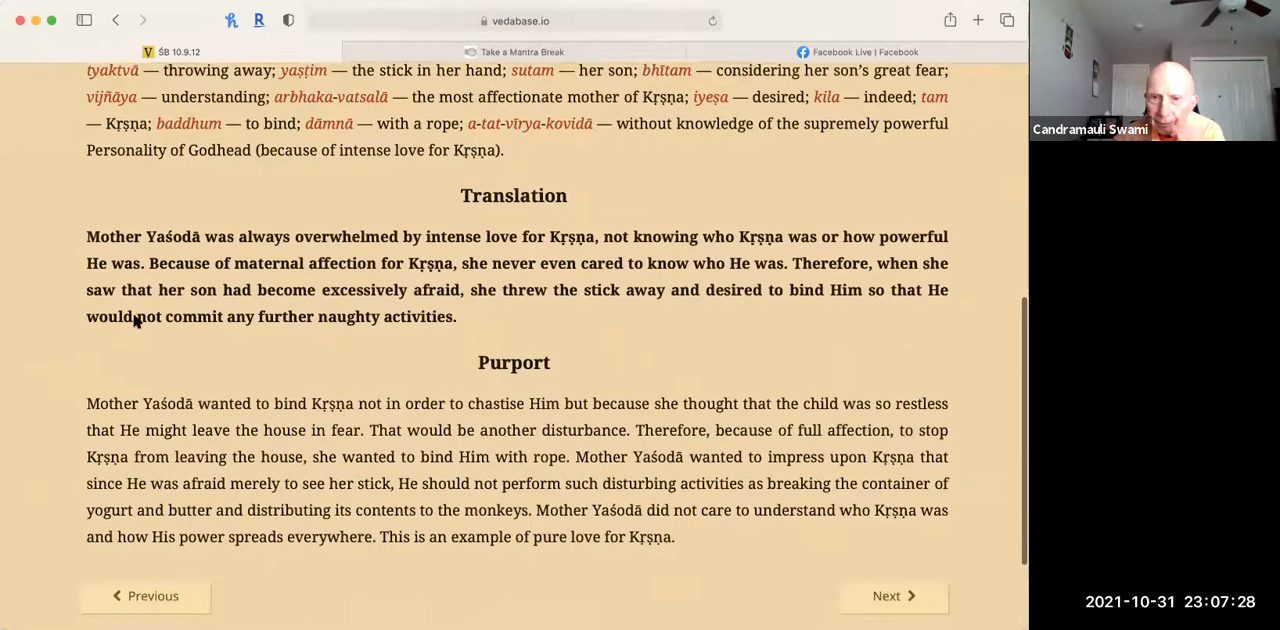 vedabase.io
ŚB 10.9.12
Take a Mantra Break
Facebook Live | Facebook
tyaktvā — throwing away; yaṣṭim — the stick in her hand; sutam — her son; bhītam — considering her son’s great fear;
vijñāya — understanding; arbhaka-vatsalā — the most affectionate mother of Kṛṣṇa; iyeṣa — desired; kila — indeed; tam
— Kṛṣṇa; baddhum — to bind; dāmnā — with a rope; a-tat-vīrya-kovidā — without knowledge of the supremely powerful
Personality of Godhead (because of intense love for Kṛṣṇa).
Translation
Mother Yaśodā was always overwhelmed by intense love for Kṛṣṇa, not knowing who Kṛṣṇa was or how powerful
He was. Because of maternal affection for Kṛṣṇa, she never even cared to know who He was. Therefore, when she
saw that her son had become excessively afraid, she threw the stick away and desired to bind Him so that He
would not commit any further naughty activities.
Purport
Mother Yaśodā wanted to bind Kṛṣṇa not in order to chastise Him but because she thought that the child was so restless
that He might leave the house in fear. That would be another disturbance. Therefore, because of full affection, to stop
Kṛṣṇa from leaving the house, she wanted to bind Him with rope. Mother Yaśodā wanted to impress upon Kṛṣṇa that
since He was afraid merely to see her stick, He should not perform such disturbing activities as breaking the container of
yogurt and butter and distributing its contents to the monkeys. Mother Yaśodā did not care to understand who Kṛṣṇa was
and how His power spreads everywhere. This is an example of pure love for Kṛṣṇa.
Previous
Next
Candramauli Swami
2021-10-31 23:07:28